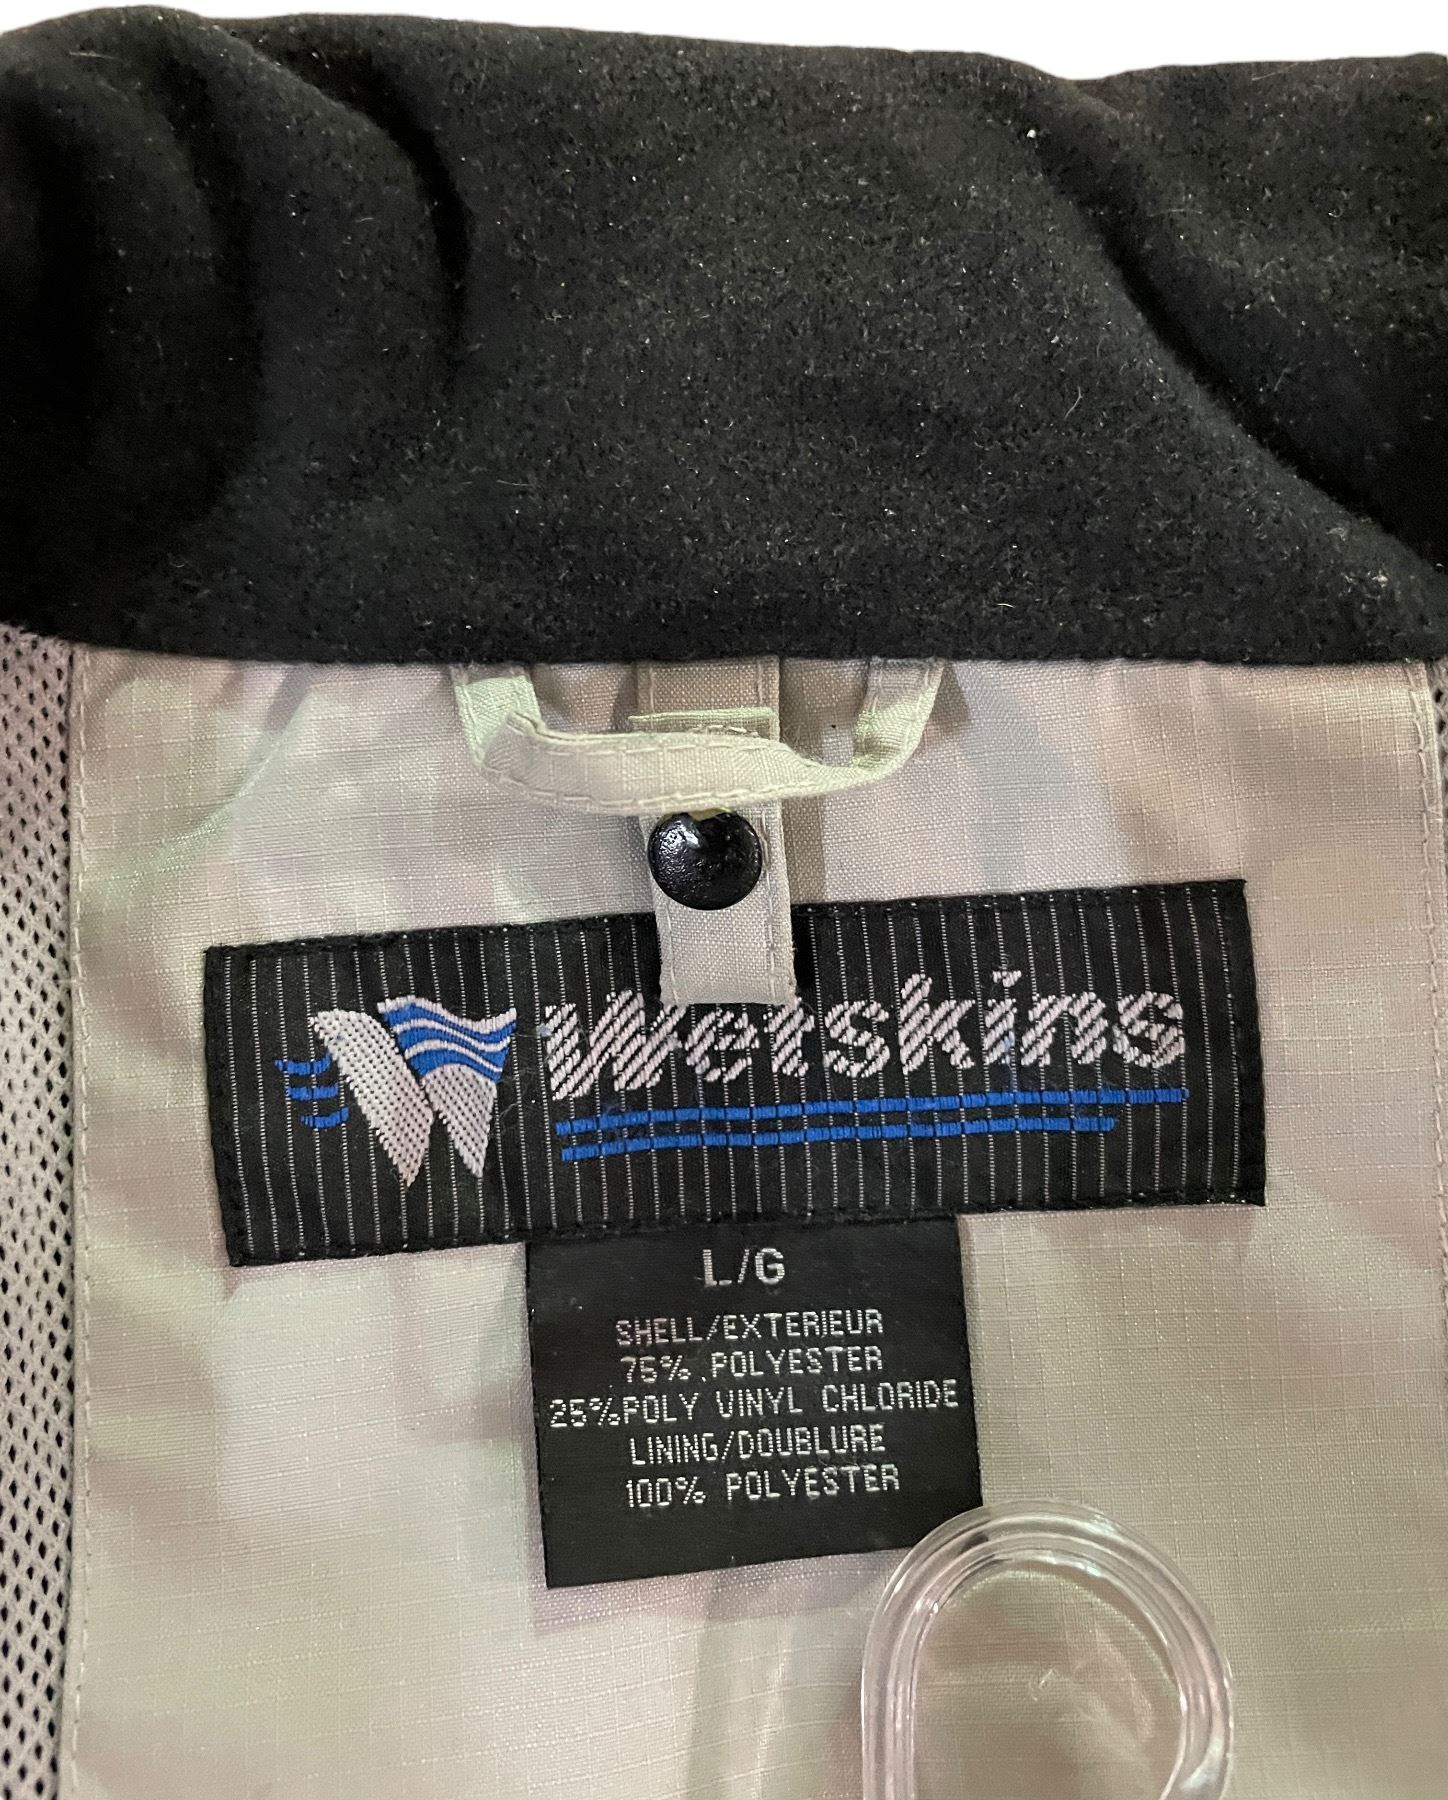 Wetskins
L/G
SHELL/EXTERIEUR
75% POLYESTER
25%POLY VINYL CHLORIDE
LINING/DOUBLURE
100% POLYESTER